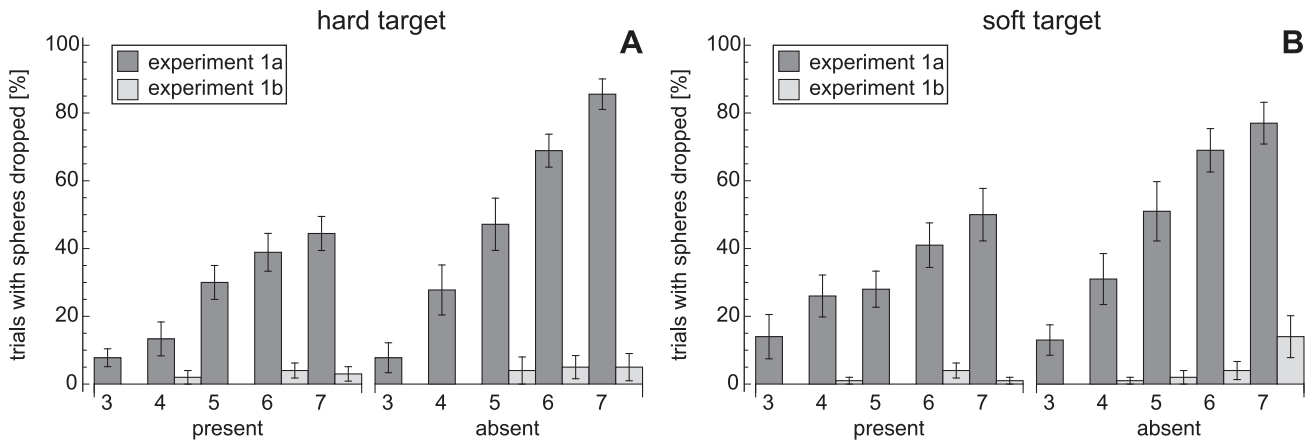 hard target
A
experiment 1a
experiment 1b
trials with spheres dropped [%]
100
80
60
40
20
0
3 4 5 6 7 3 4 5 6 7
present absent
soft target
B
experiment 1a
experiment 1b
trials with spheres dropped [%]
100
80
60
40
20
0
3 4 5 6 7 3 4 5 6 7
present absent